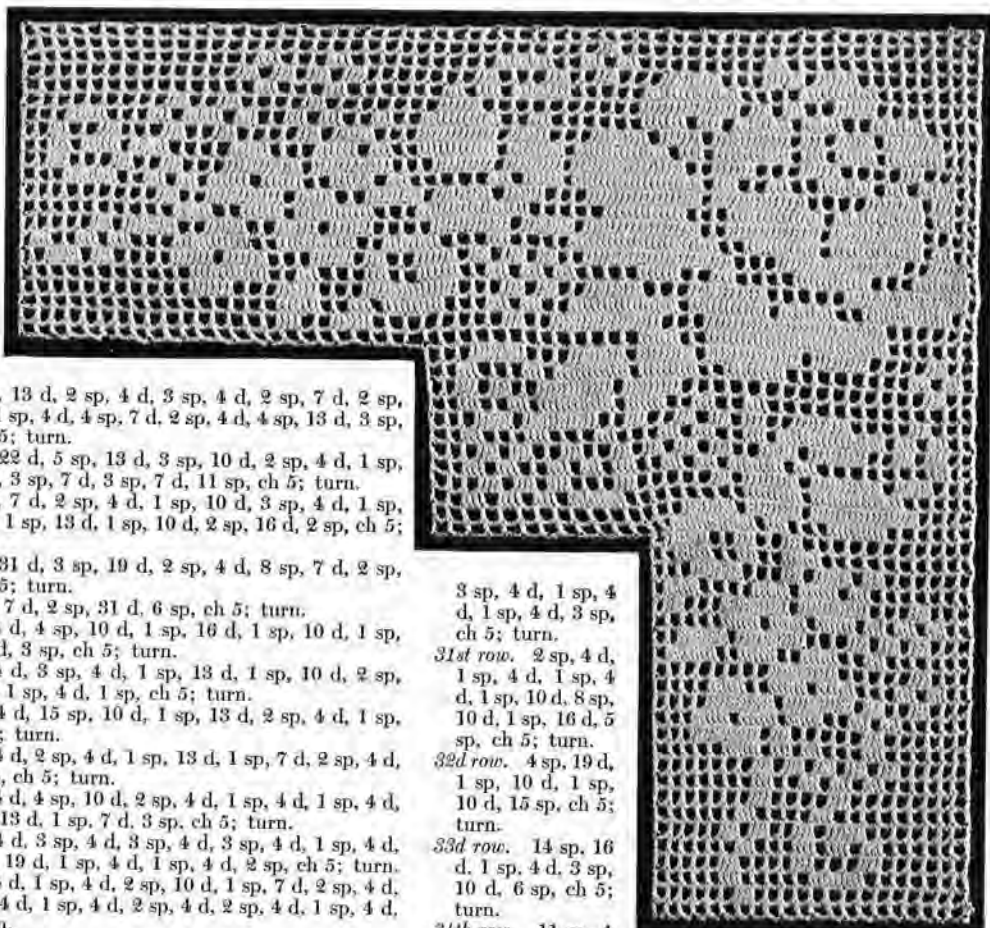 13 d, 2 sp, 4 d, 3 sp, 4 d, 2 sp, 7 d, 2 sp,
sp, 4 d, 4 sp, 7 d, 2 sp, 4 d, 4 sp, 13 d, 3 sp,
5; turn.
22 d, 5 sp, 13 d, 3 sp, 10 d, 2 sp, 4 d, 1 sp,
3 sp, 7 d, 3 sp, 7 d, 11 sp, ch 5; turn.
7 d, 2 sp, 4 d, 1 sp, 10 d, 3 sp, 4 d, 1 sp,
1 sp, 13 d, 1 sp, 10 d, 2 sp, 16 d, 2 sp, ch 5;
31 d, 3 sp, 19 d, 2 sp, 4 d, 8 sp, 7 d, 2 sp,
5; turn.
7 d, 2 sp, 31 d, 6 sp, ch 5; turn.
d, 4 sp, 10 d, 1 sp, 16 d, 1 sp, 10 d, 1 sp,
d, 3 sp, ch 5; turn.
d, 3 sp, 4 d, 1 sp, 13 d, 1 sp, 10 d, 2 sp,
1 sp, 4 d, 1 sp, ch 5; turn.
4 d, 15 sp, 10 d, 1 sp, 13 d, 2 sp, 4 d, 1 sp,
; turn.
d, 2 sp, 4 d, 1 sp, 13 d, 1 sp, 7 d, 2 sp, 4 d,
ch 5; turn.
d, 4 sp, 10 d, 2 sp, 4 d, 1 sp, 4 d, 1 sp, 4 d,
13 d, 1 sp, 7 d, 3 sp, ch 5; turn.
4 d, 3 sp, 4 d, 3 sp, 4 d, 3 sp, 4 d, 1 sp, 4 d,
19 d, 1 sp, 4 d, 1 sp, 4 d, 2 sp, ch 5; turn.
d, 1 sp, 4 d, 2 sp, 10 d, 1 sp, 7 d, 2 sp, 4 d,
4 d, 1 sp, 4 d, 2 sp, 4 d, 2 sp, 4 d, 1 sp, 4 d,
3 sp, 4 d, 1 sp, 4
d, 1 sp, 4 d, 3 sp,
ch 5; turn.
31st row. 2 sp, 4 d,
1 sp, 4 d, 1 sp, 4
d, 1 sp, 10 d, 8 sp,
10 d, 1 sp, 16 d, 5
sp, ch 5; turn.
32d row. 4 sp, 19 d,
1 sp, 10 d, 1 sp,
10 d, 15 sp, ch 5;
turn.
33d row. 14 sp, 16
d, 1 sp, 4 d, 3 sp,
10 d, 6 sp, ch 5;
turn.